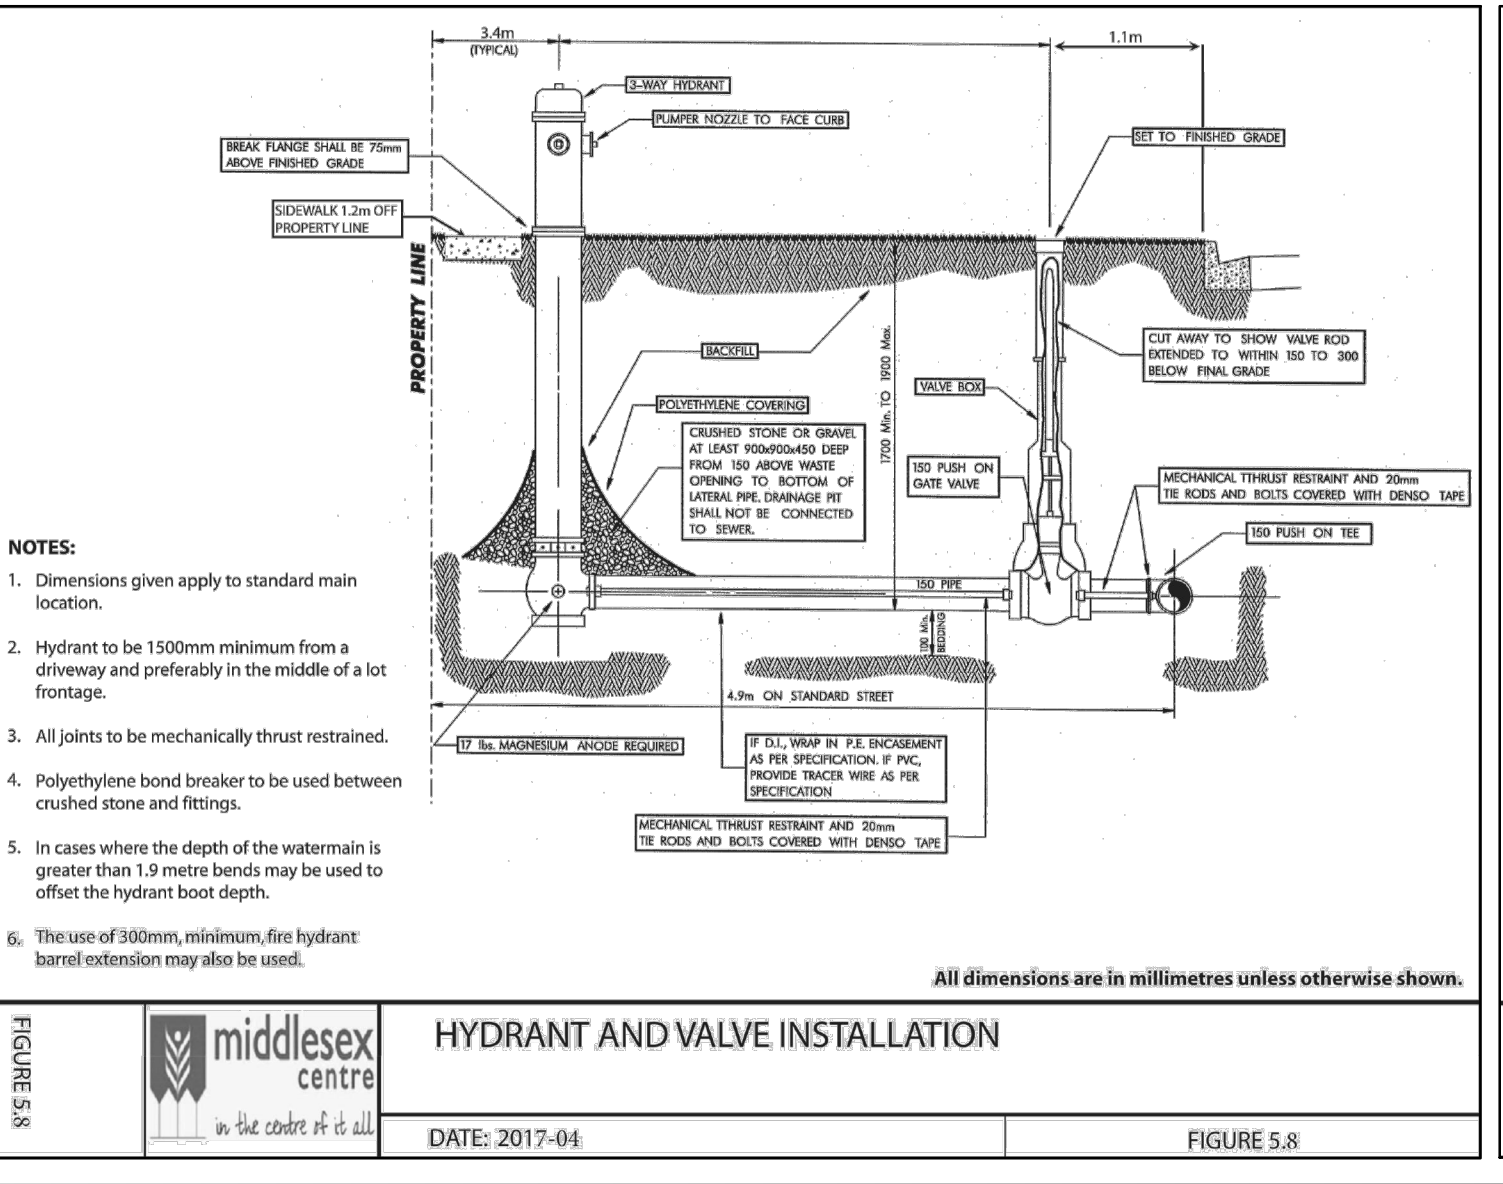 3.4m
(TYPICAL)
1.1m
3-WAY HYDRANT
PUMPER NOZZLE TO FACE CURB
SET TO FINISHED GRADE
BREAK FLANGE SHALL BE 75mm
ABOVE FINISHED GRADE
SIDEWALK 1.2m OFF
PROPERTY LINE
PROPERTY LINE
BACKFILL
1700 Min. TO 1900 Max.
CUT AWAY TO SHOW VALVE ROD
EXTENDED TO WITHIN 150 TO 300
BELOW FINAL GRADE
VALVE BOX
POLYETHYLENE COVERING
CRUSHED STONE OR GRAVEL
AT LEAST 900x900x450 DEEP
FROM 150 ABOVE WASTE
OPENING TO BOTTOM OF
LATERAL PIPE. DRAINAGE PIT
SHALL NOT BE CONNECTED
TO SEWER.
150 PUSH ON
GATE VALVE
MECHANICAL TTHRUST RESTRAINT AND 20mm
TIE RODS AND BOLTS COVERED WITH DENSO TAPE
150 PUSH ON TEE
150 PIPE
100 Min.
BEDDING
4.9m ON STANDARD STREET
17 lbs. MAGNESIUM ANODE REQUIRED
IF D.I., WRAP IN P.E. ENCASEMENT
AS PER SPECIFICATION. IF PVC,
PROVIDE TRACER WIRE AS PER
SPECIFICATION
MECHANICAL TTHRUST RESTRAINT AND 20mm
TIE RODS AND BOLTS COVERED WITH DENSO TAPE
NOTES:
1. Dimensions given apply to standard main
location.
2. Hydrant to be 1500mm minimum from a
driveway and preferably in the middle of a lot
frontage.
3. All joints to be mechanically thrust restrained.
4. Polyethylene bond breaker to be used between
crushed stone and fittings.
5. In cases where the depth of the watermain is
greater than 1.9 metre bends may be used to
offset the hydrant boot depth.
6. The use of 300mm, minimum, fire hydrant
barrel extension may also be used.
All dimensions are in millimetres unless otherwise shown.
FIGURE 5.8
middlesex
centre
in the centre of it all
HYDRANT AND VALVE INSTALLATION
DATE: 2017-04
FIGURE 5.8